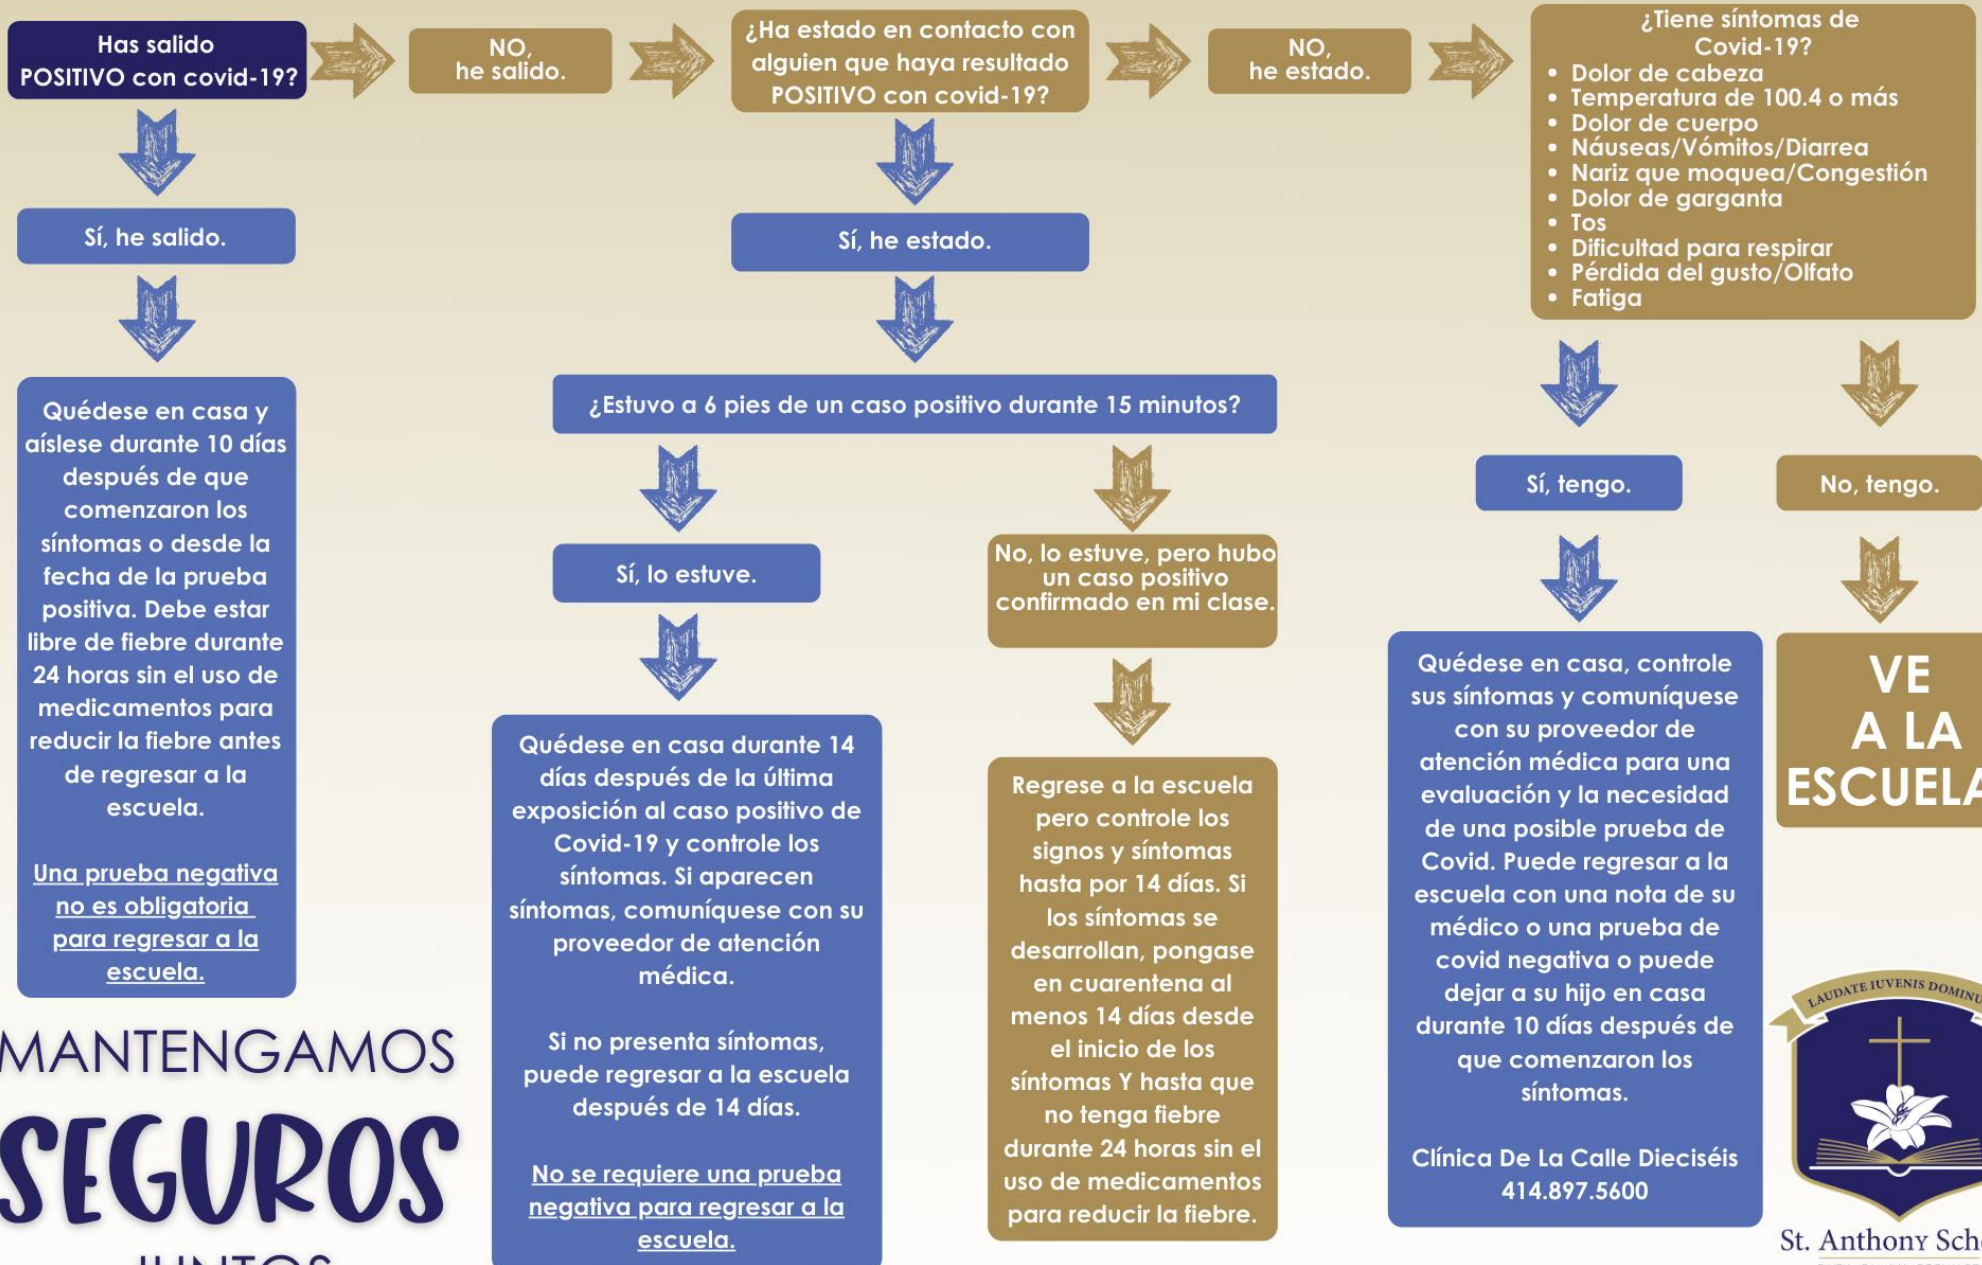 Has salido
POSITIVO con covid-19?
NO,
he salido.
¿Ha estado en contacto con
alguien que haya resultado
POSITIVO con covid-19?
NO,
he estado.
¿Tiene síntomas de
Covid-19?
• Dolor de cabeza
• Temperatura de 100.4 o más
• Dolor de cuerpo
• Náuseas/Vómitos/Diarrea
• Nariz que moquea/Congestión
• Dolor de garganta
• Tos
• Dificultad para respirar
• Pérdida del gusto/Olfato
• Fatiga
Sí, he salido.
Sí, he estado.
Quédese en casa y
aíslese durante 10 días
después de que
comenzaron los
síntomas o desde la
fecha de la prueba
positiva. Debe estar
libre de fiebre durante
24 horas sin el uso de
medicamentos para
reducir la fiebre antes
de regresar a la
escuela.
Una prueba negativa
no es obligatoria
para regresar a la
escuela.
¿Estuvo a 6 pies de un caso positivo durante 15 minutos?
Sí, lo estuve.
No, lo estuve, pero hubo
un caso positivo
confirmado en mi clase.
Quédese en casa durante 14
días después de la última
exposición al caso positivo de
Covid-19 y controle los
síntomas. Si aparecen
síntomas, comuníquese con su
proveedor de atención
médica.
Si no presenta síntomas,
puede regresar a la escuela
después de 14 días.
No se requiere una prueba
negativa para regresar a la
escuela.
Regrese a la escuela
pero controle los
signos y síntomas
hasta por 14 días. Si
los síntomas se
desarrollan, pongase
en cuarentena al
menos 14 días desde
el inicio de los
síntomas Y hasta que
no tenga fiebre
durante 24 horas sin el
uso de medicamentos
para reducir la fiebre.
Sí, tengo.
No, tengo.
Quédese en casa, controle
sus síntomas y comuníquese
con su proveedor de
atención médica para una
evaluación y la necesidad
de una posible prueba de
Covid. Puede regresar a la
escuela con una nota de su
médico o una prueba de
covid negativa o puede
dejar a su hijo en casa
durante 10 días después de
que comenzaron los
síntomas.
Clínica De La Calle Dieciséis
414.897.5600
VE
A LA
ESCUELA
MANTENGAMOS
SEGUROS
JUNTOS
LAUDATE IUVENIS DOMINU
St. Anthony Scho